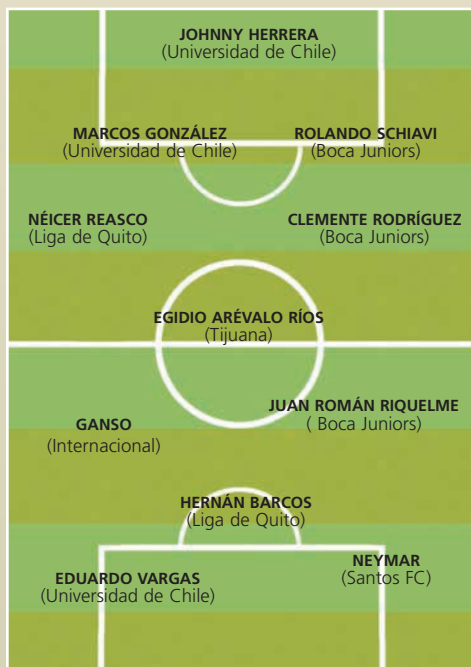 JOHNNY HERRERA
(Universidad de Chile)
MARCOS GONZÁLEZ
(Universidad de Chile)
ROLANDO SCHIAVI
(Boca Juniors)
NÉICER REASCO
(Liga de Quito)
CLEMENTE RODRÍGUEZ
(Boca Juniors)
EGIDIO ARÉVALO RÍOS
(Tijuana)
GANSO
(Internacional)
JUAN ROMÁN RIQUELME
( Boca Juniors)
HERNÁN BARCOS
(Liga de Quito)
EDUARDO VARGAS
(Universidad de Chile)
NEYMAR
(Santos FC)